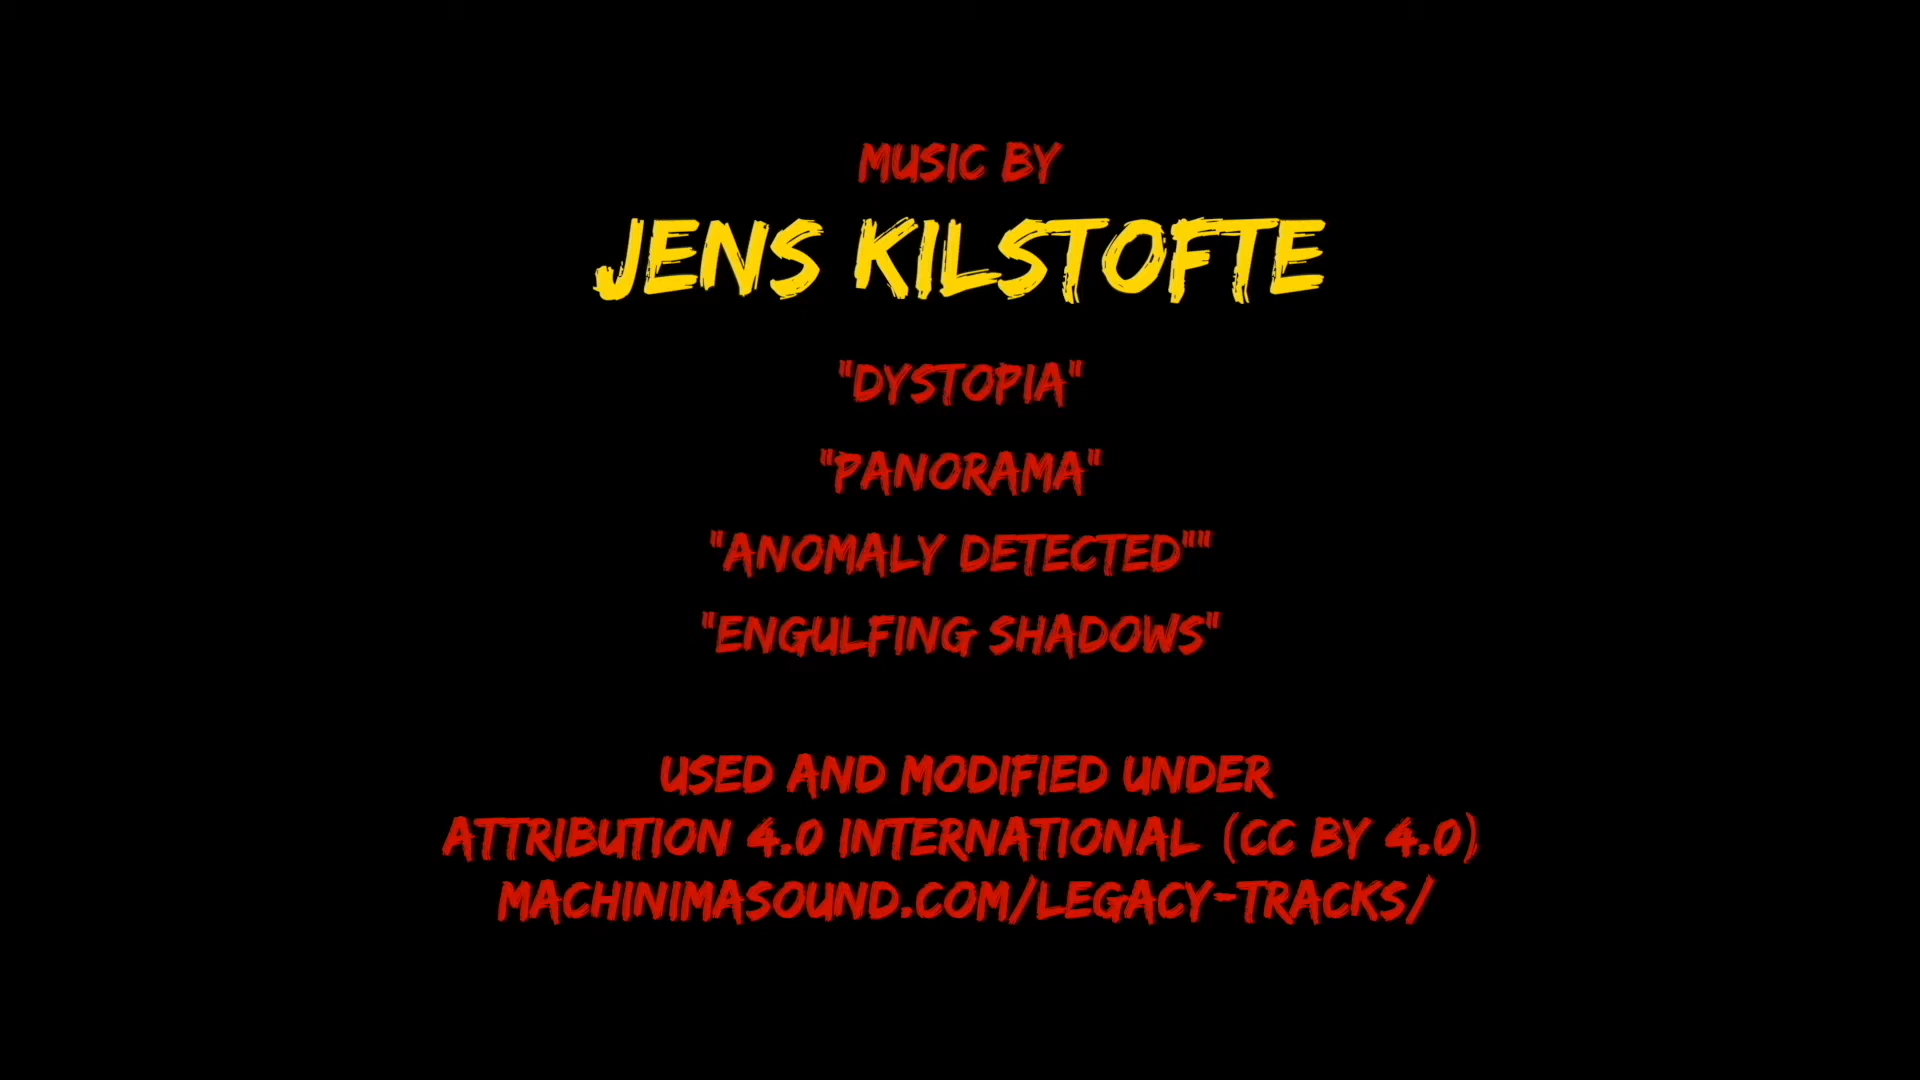 MUSIC BY
JENS KILSTOFTE
"DYSTOPIA"
"PANORAMA"
"ANOMALY DETECTED""
"ENGULFING SHADOWS"
USED AND MODIFIED UNDER
ATTRIBUTION 4.0 INTERNATIONAL (CC BY 4.0)
MACHINIMASOUND.COM/LEGACY-TRACKS/